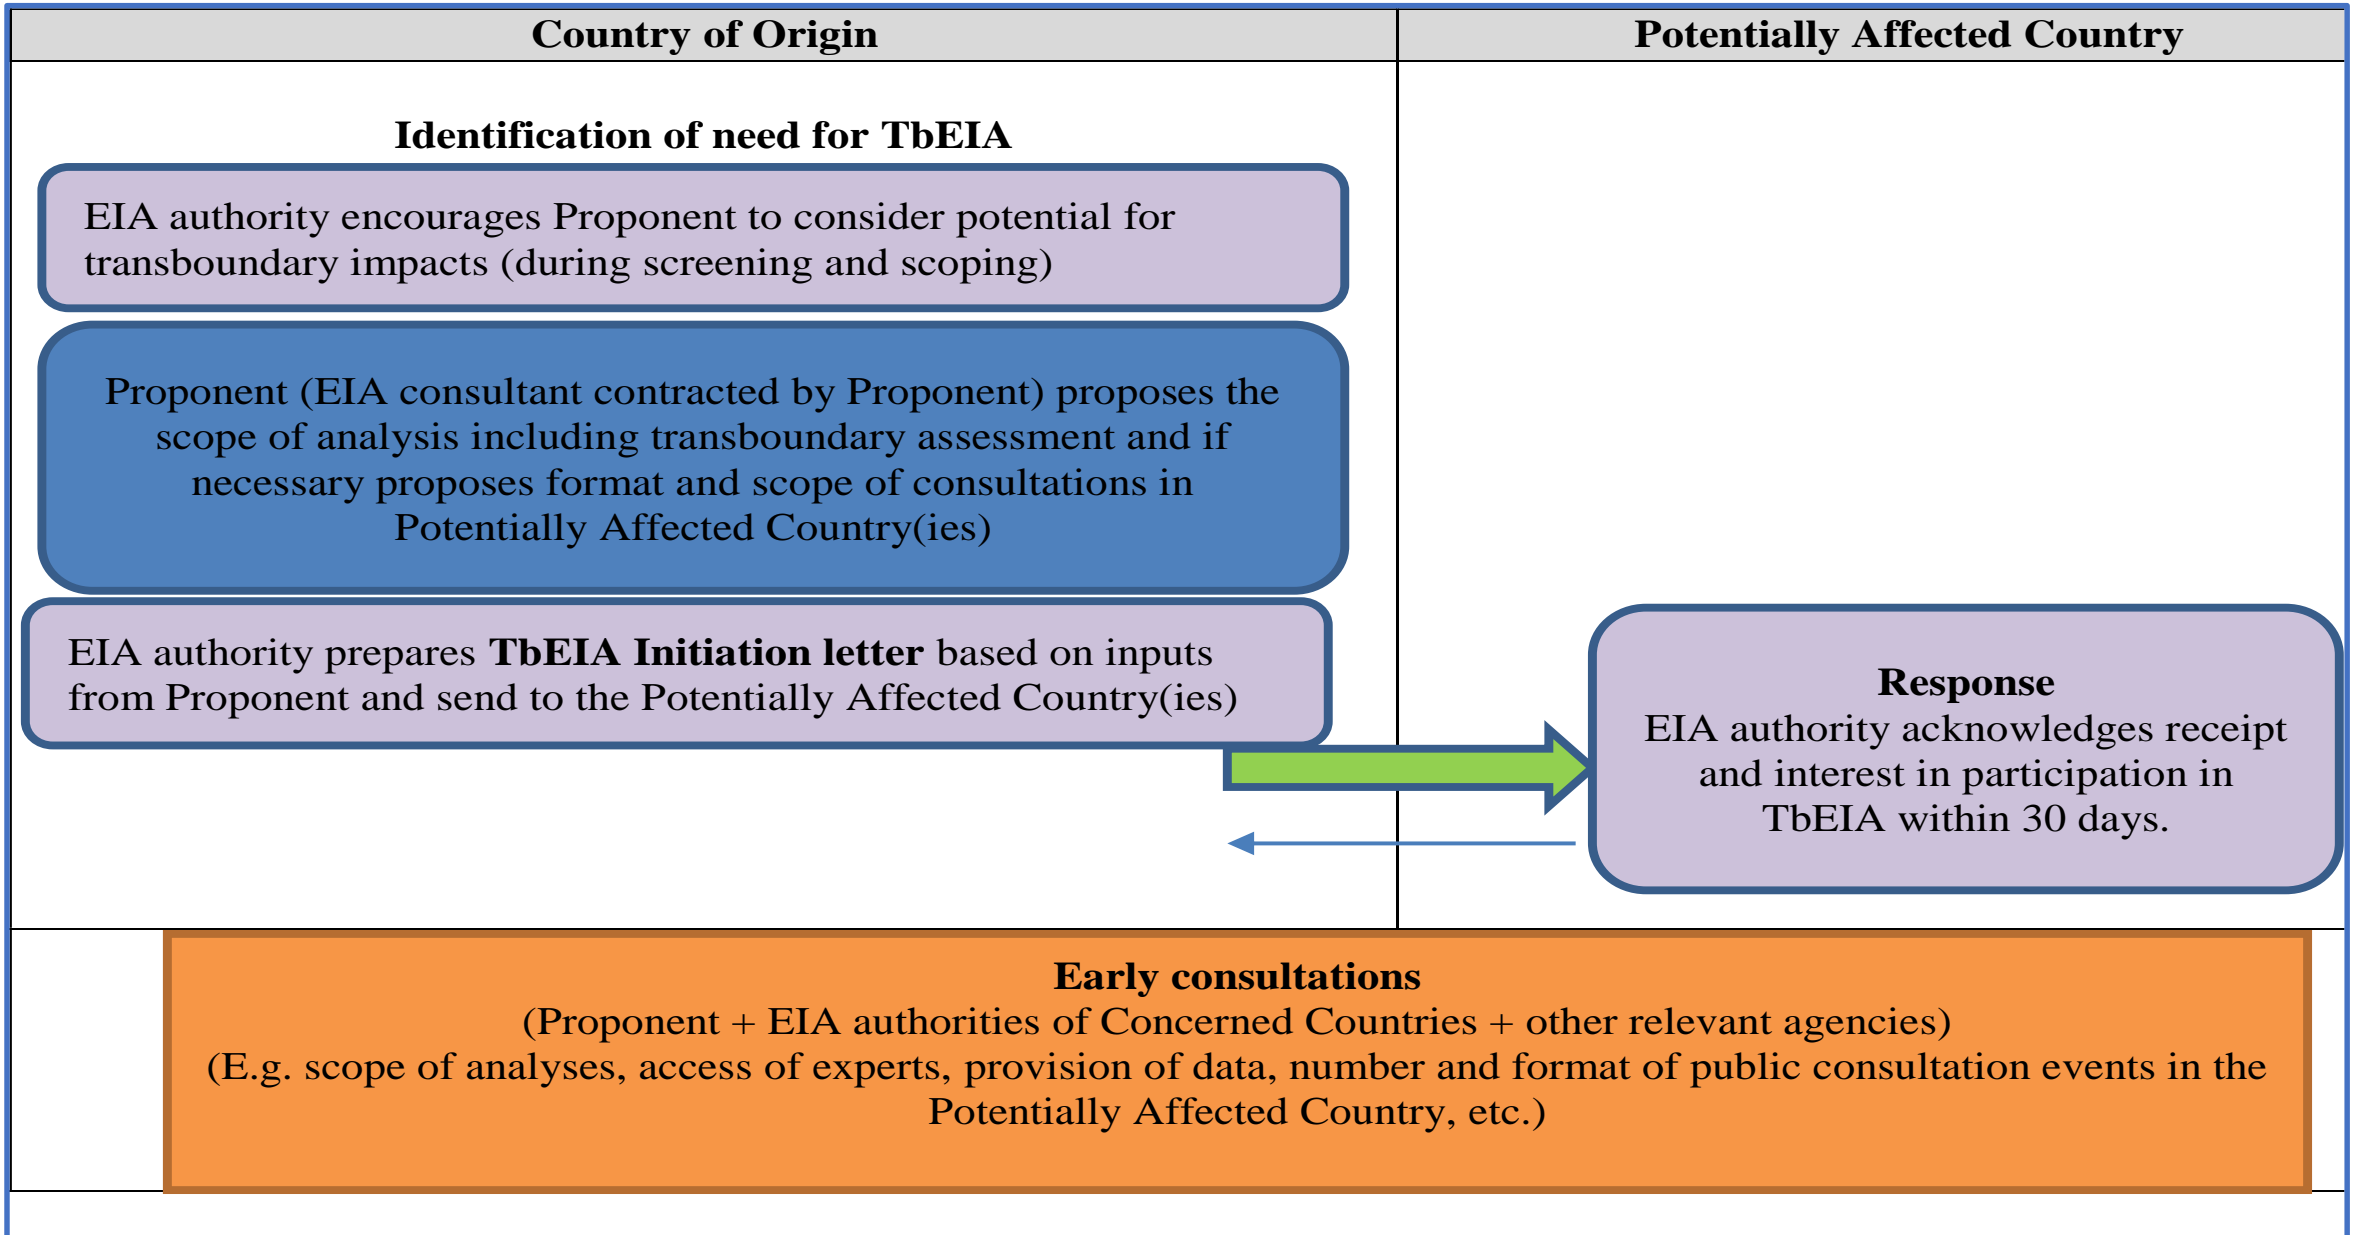 Country of Origin
Potentially Affected Country
Identification of need for TbEIA
EIA authority encourages Proponent to consider potential for
transboundary impacts (during screening and scoping)
Proponent (EIA consultant contracted by Proponent) proposes the
scope of analysis including transboundary assessment and if
necessary proposes format and scope of consultations in
Potentially Affected Country(ies)
EIA authority prepares TbEIA Initiation letter based on inputs
from Proponent and send to the Potentially Affected Country(ies)
Response
EIA authority acknowledges receipt
and interest in participation in
TbEIA within 30 days.
Early consultations
(Proponent + EIA authorities of Concerned Countries + other relevant agencies)
(E.g. scope of analyses, access of experts, provision of data, number and format of public consultation events in the
Potentially Affected Country, etc.)